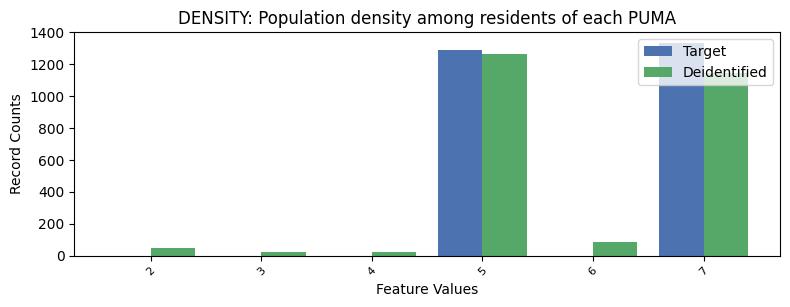 DENSITY: Population density among residents of each PUMA
Target
Deidentified
Record Counts
1400
1200
1000
800
600
400
200
0
2
3
4
5
6
7
Feature Values